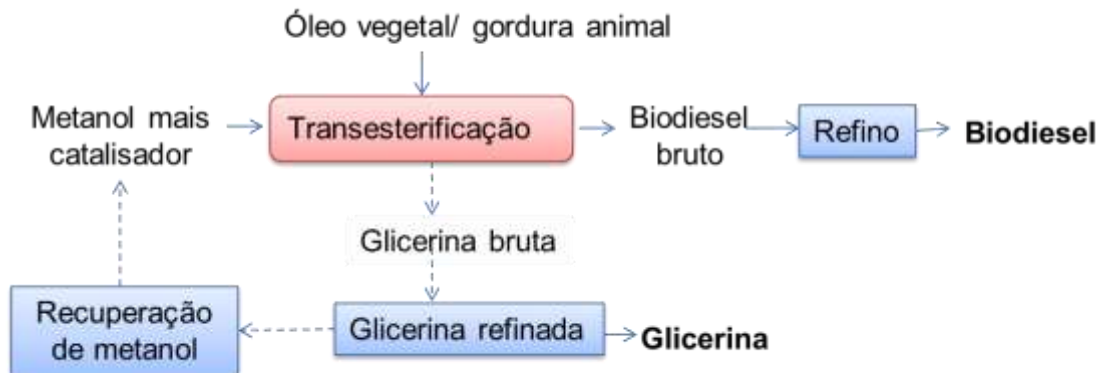 Óleo vegetal/ gordura animal
Metanol mais
catalisador
Transesterificação
Biodiesel
bruto
Refino
Biodiesel
Glicerina bruta
Recuperação
de metanol
Glicerina refinada
Glicerina